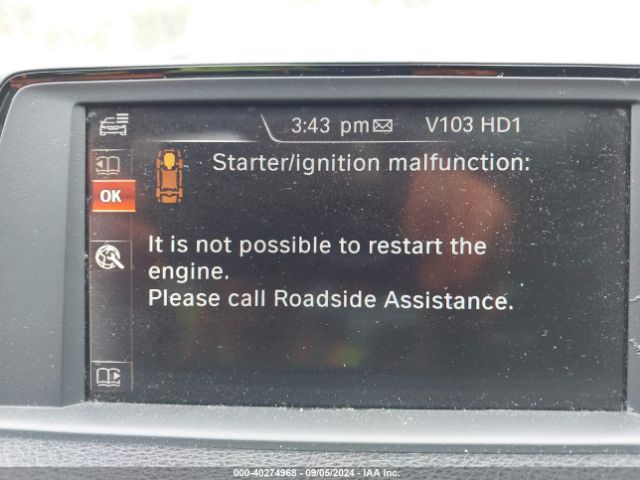 3:43 pm
V103 HD1
Starter/ignition malfunction:
OK
It is not possible to restart the
engine.
Please call Roadside Assistance.
000-40274968 - 09/05/2024 - IAA Inc.